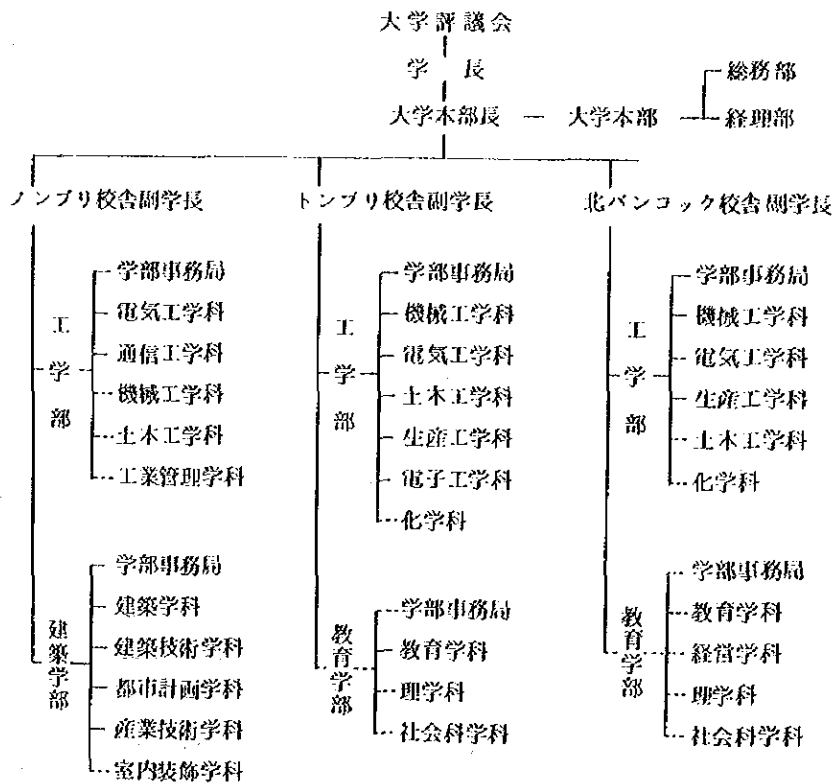 大学評議会
学長
総務部
大学本部長 — 大学本部
経理部
ノンブリ校舎副学長
工学部
学部事務局
電気工学科
通信工学科
機械工学科
土木工学科
工業管理学科
建築学部
学部事務局
建築学科
建築技術学科
都市計画学科
産業技術学科
室内装飾学科
トンブリ校舎副学長
工学部
学部事務局
機械工学科
電気工学科
土木工学科
生産工学科
電子工学科
化学科
教育学部
学部事務局
教育学科
理学科
社会科学科
北バンコック校舎副学長
工学部
学部事務局
機械工学科
電気工学科
生産工学科
土木工学科
化学科
教育学部
学部事務局
教育学科
経営学科
理学科
社会科学科